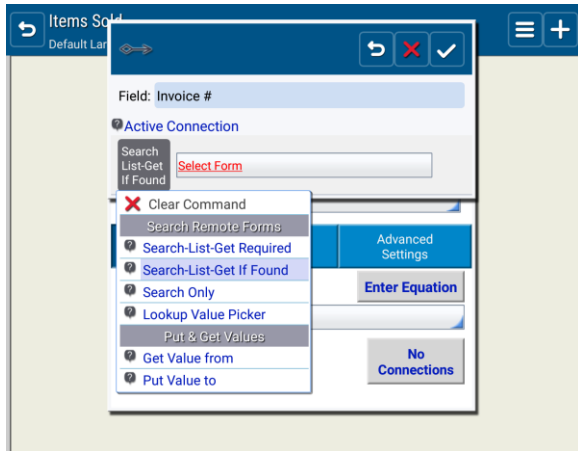 Items So
Default Lar
Field: Invoice #
Active Connection
Search
List-Get
If Found
Select Form
Clear Command
Search Remote Forms
Search-List-Get Required
Search-List-Get If Found
Search Only
Lookup Value Picker
Put & Get Values
Get Value from
Put Value to
Advanced
Settings
Enter Equation
No
Connections